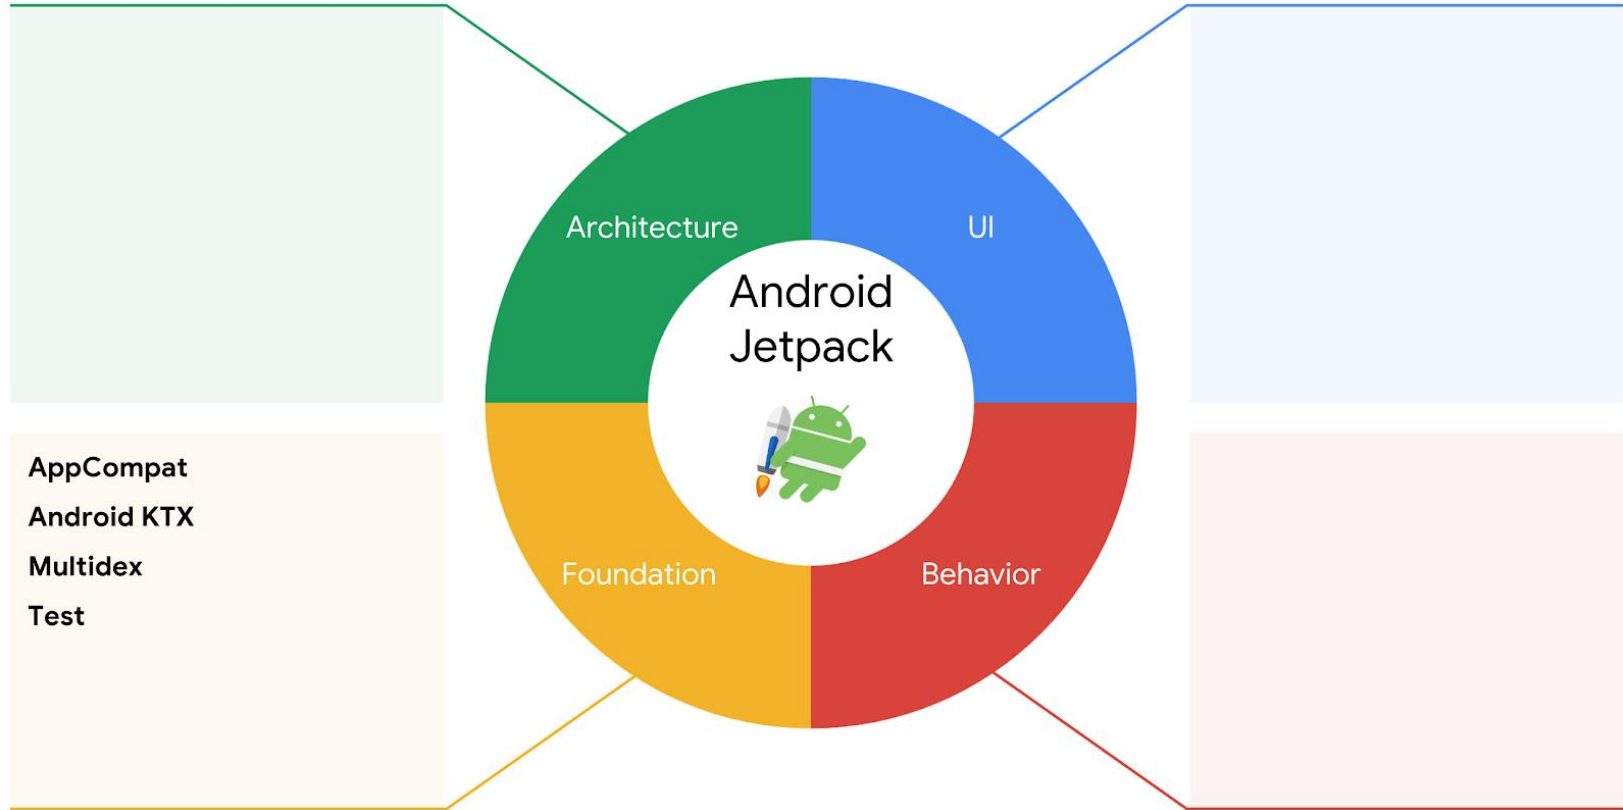 Architecture
UI
Android
Jetpack
AppCompat
Android KTX
Multidex
Test
Foundation
Behavior